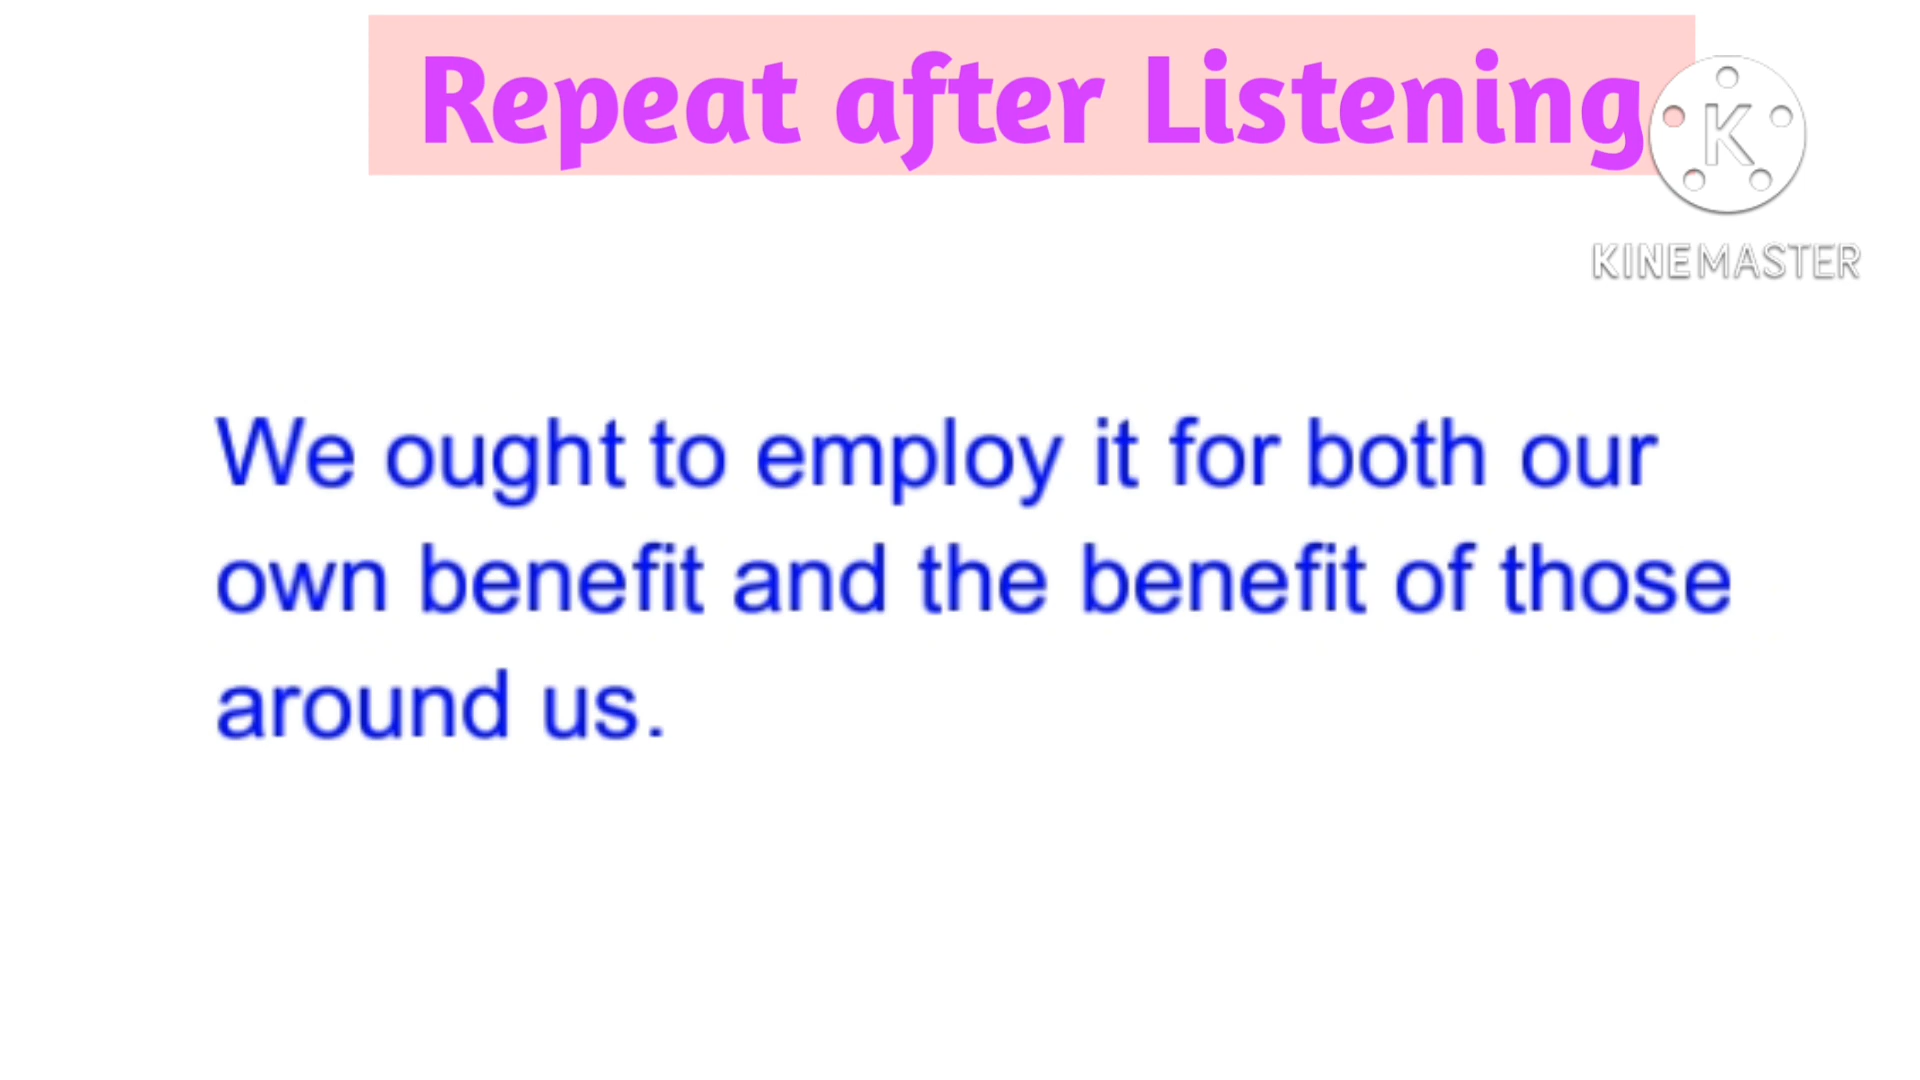 Repeat after Listening
K
KINEMASTER
We ought to employ it for both our
own benefit and the benefit of those
around us.